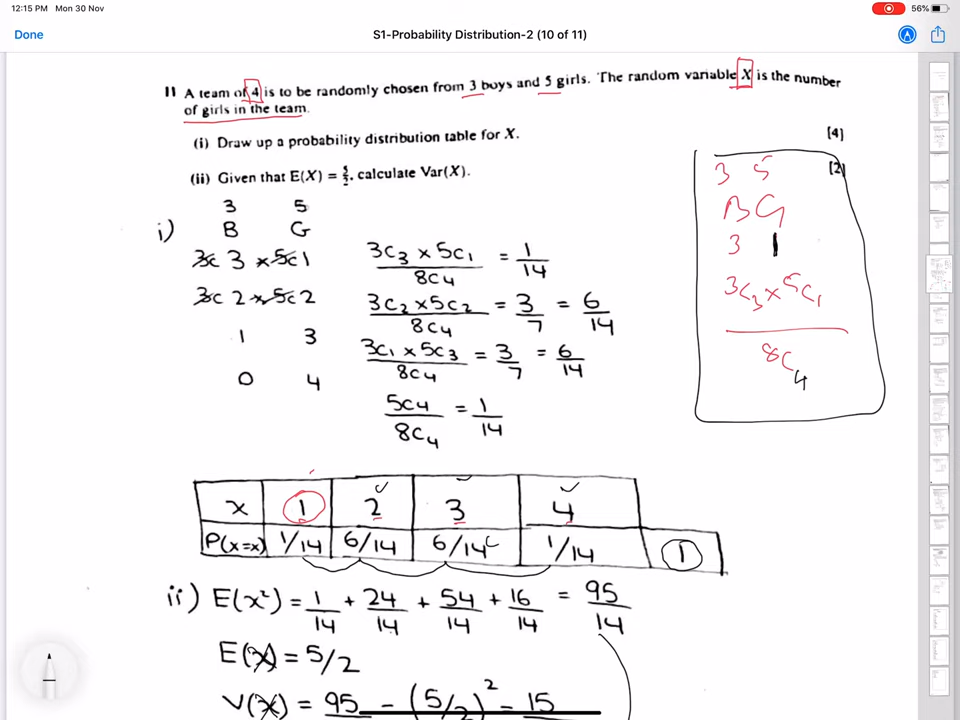 12:15 PM Mon 30 Nov
56%
Done
S1-Probability Distribution-2 (10 of 11)
11 A team of 4 is to be randomly chosen from 3 boys and 5 girls. The random variable X is the number
of girls in the team.
(i) Draw up a probability distribution table for X. [4]
(ii) Given that E(X) = 5/2, calculate Var(X). [2]
i) 3 5
B G
3c 3 × 5c1
3c 2 × 5c 2
1 3
0 4
3c₃ × 5c₁ / 8c₄ = 1/14
3c₂ × 5c₂ / 8c₄ = 3/7 = 6/14
3c₁ × 5c₃ / 8c₄ = 3/7 = 6/14
5c₄ / 8c₄ = 1/14
3 5
B G
3 1
3c₃ × 5c₁
8c₄
x 1 2 3 4
P(x=x) 1/14 6/14 6/14 1/14 1
ii) E(x²) = 1/14 + 24/14 + 54/14 + 16/14 = 95/14
E(x) = 5/2
V(x) = 95 - (5/2)² = 15